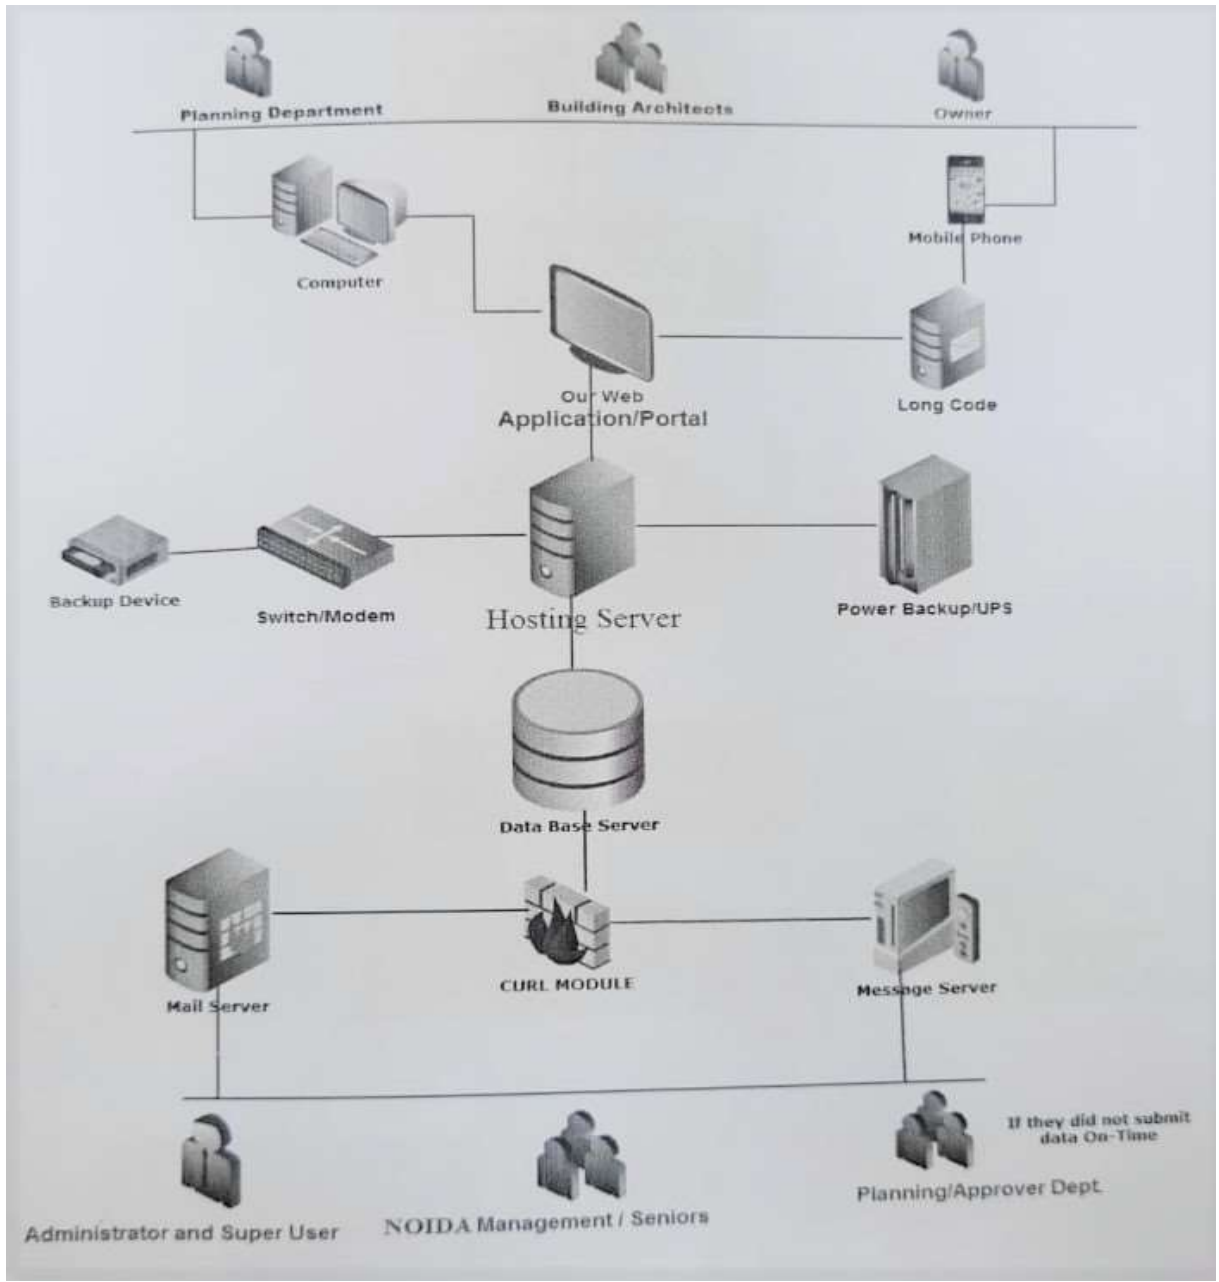 Planning Department
Building Architects
Owner
Computer
Mobile Phone
Our Web
Application/Portal
Long Code
Backup Device
Switch/Modem
Hosting Server
Power Backup/UPS
Data Base Server
Mail Server
CURL MODULE
Message Server
If they did not submit
data On-Time
Administrator and Super User
NOIDA Management / Seniors
Planning/Approver Dept.